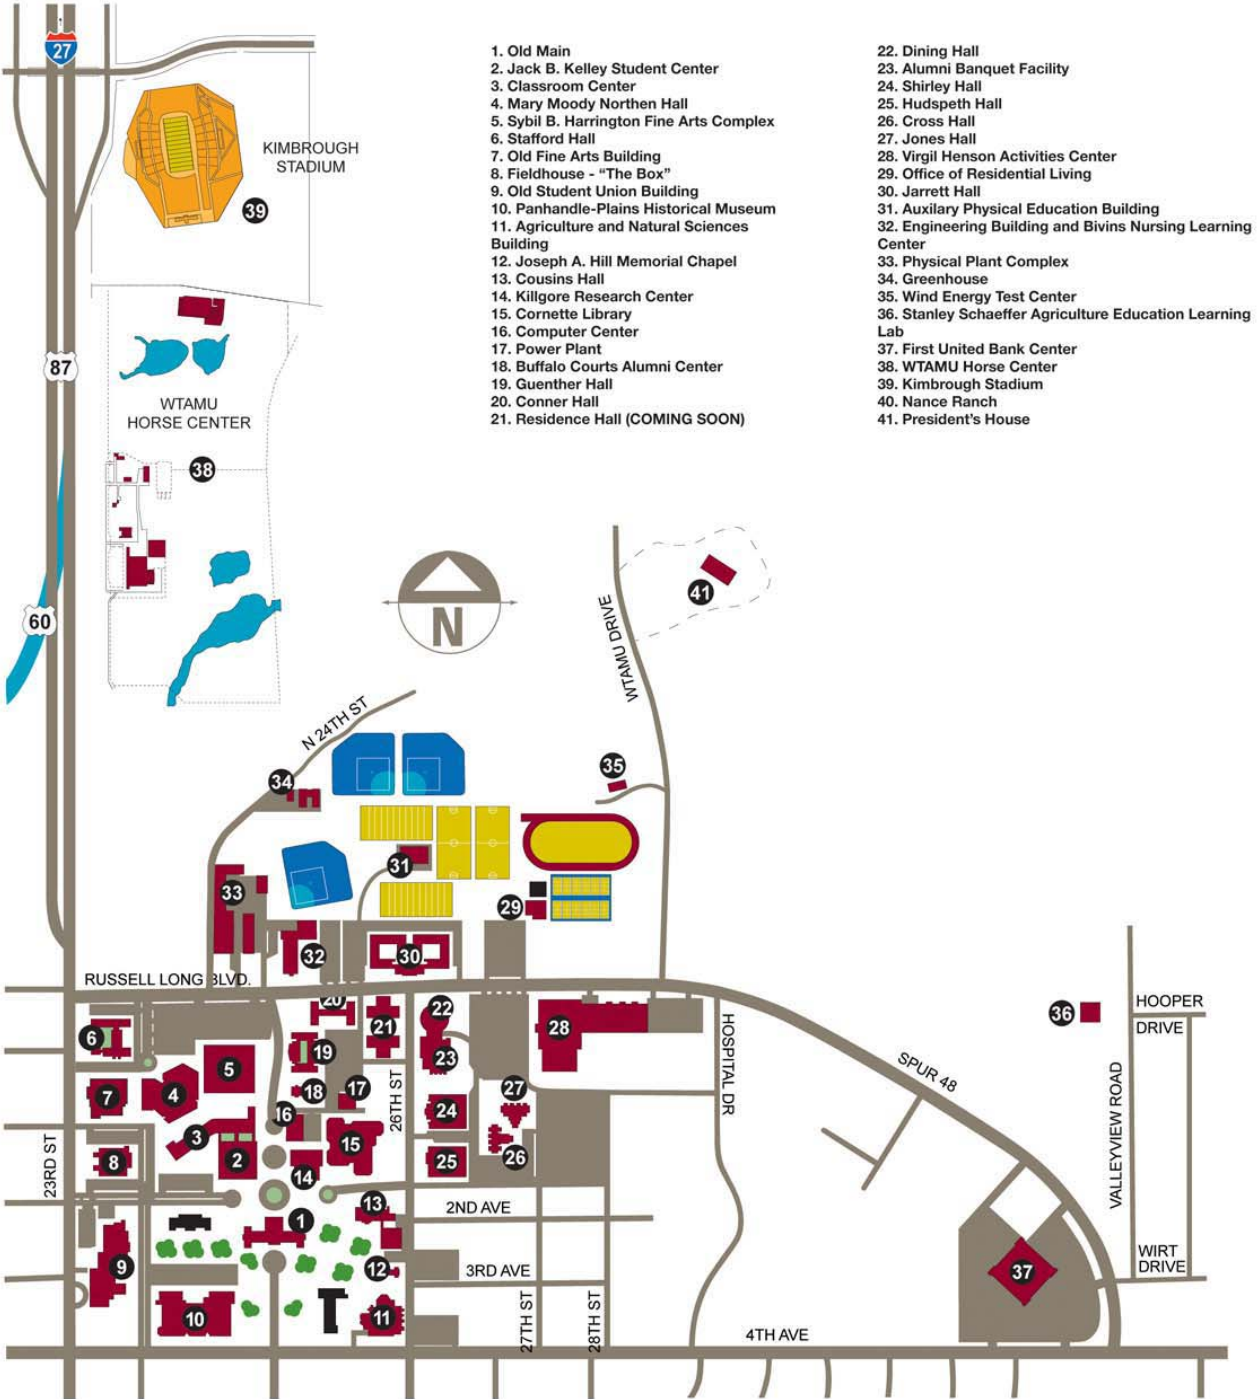 27
KIMBROUGH
STADIUM
39
1. Old Main
2. Jack B. Kelley Student Center
3. Classroom Center
4. Mary Moody Northen Hall
5. Sybil B. Harrington Fine Arts Complex
6. Stafford Hall
7. Old Fine Arts Building
8. Fieldhouse - “The Box”
9. Old Student Union Building
10. Panhandle-Plains Historical Museum
11. Agriculture and Natural Sciences
Building
12. Joseph A. Hill Memorial Chapel
13. Cousins Hall
14. Killgore Research Center
15. Cornette Library
16. Computer Center
17. Power Plant
18. Buffalo Courts Alumni Center
19. Guenther Hall
20. Conner Hall
21. Residence Hall (COMING SOON)
22. Dining Hall
23. Alumni Banquet Facility
24. Shirley Hall
25. Hudspeth Hall
26. Cross Hall
27. Jones Hall
28. Virgil Henson Activities Center
29. Office of Residential Living
30. Jarrett Hall
31. Auxilary Physical Education Building
32. Engineering Building and Bivins Nursing Learning
Center
33. Physical Plant Complex
34. Greenhouse
35. Wind Energy Test Center
36. Stanley Schaeffer Agriculture Education Learning
Lab
37. First United Bank Center
38. WTAMU Horse Center
39. Kimbrough Stadium
40. Nance Ranch
41. President's House
87
WTAMU
HORSE CENTER
38
60
N
WTAMU DRIVE
41
N 24TH ST
34
35
31
33
29
32
30
RUSSELL LONG BLVD.
20
22
21
28
36
HOOPER
DRIVE
6
19
23
HOSPITAL DR
SPUR 48
5
4
7
18
17
27
26TH ST
24
VALLEYVIEW ROAD
16
3
15
8
2
25
26
23RD ST
14
13
2ND AVE
1
9
12
3RD AVE
37
WIRT
DRIVE
10
11
27TH ST
28TH ST
4TH AVE